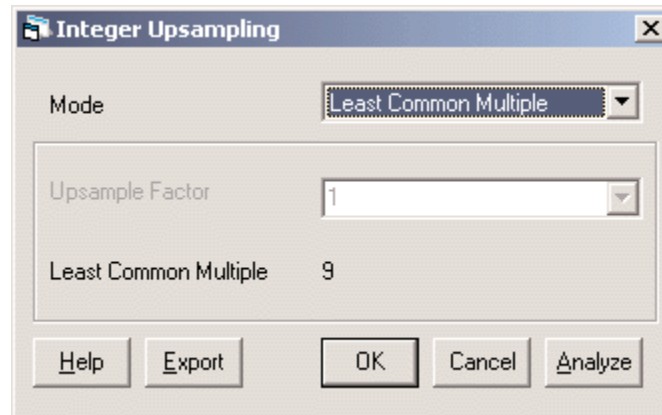 Integer Upsampling
Mode Least Common Multiple
Upsample Factor 1
Least Common Multiple 9
Help Export OK Cancel Analyze